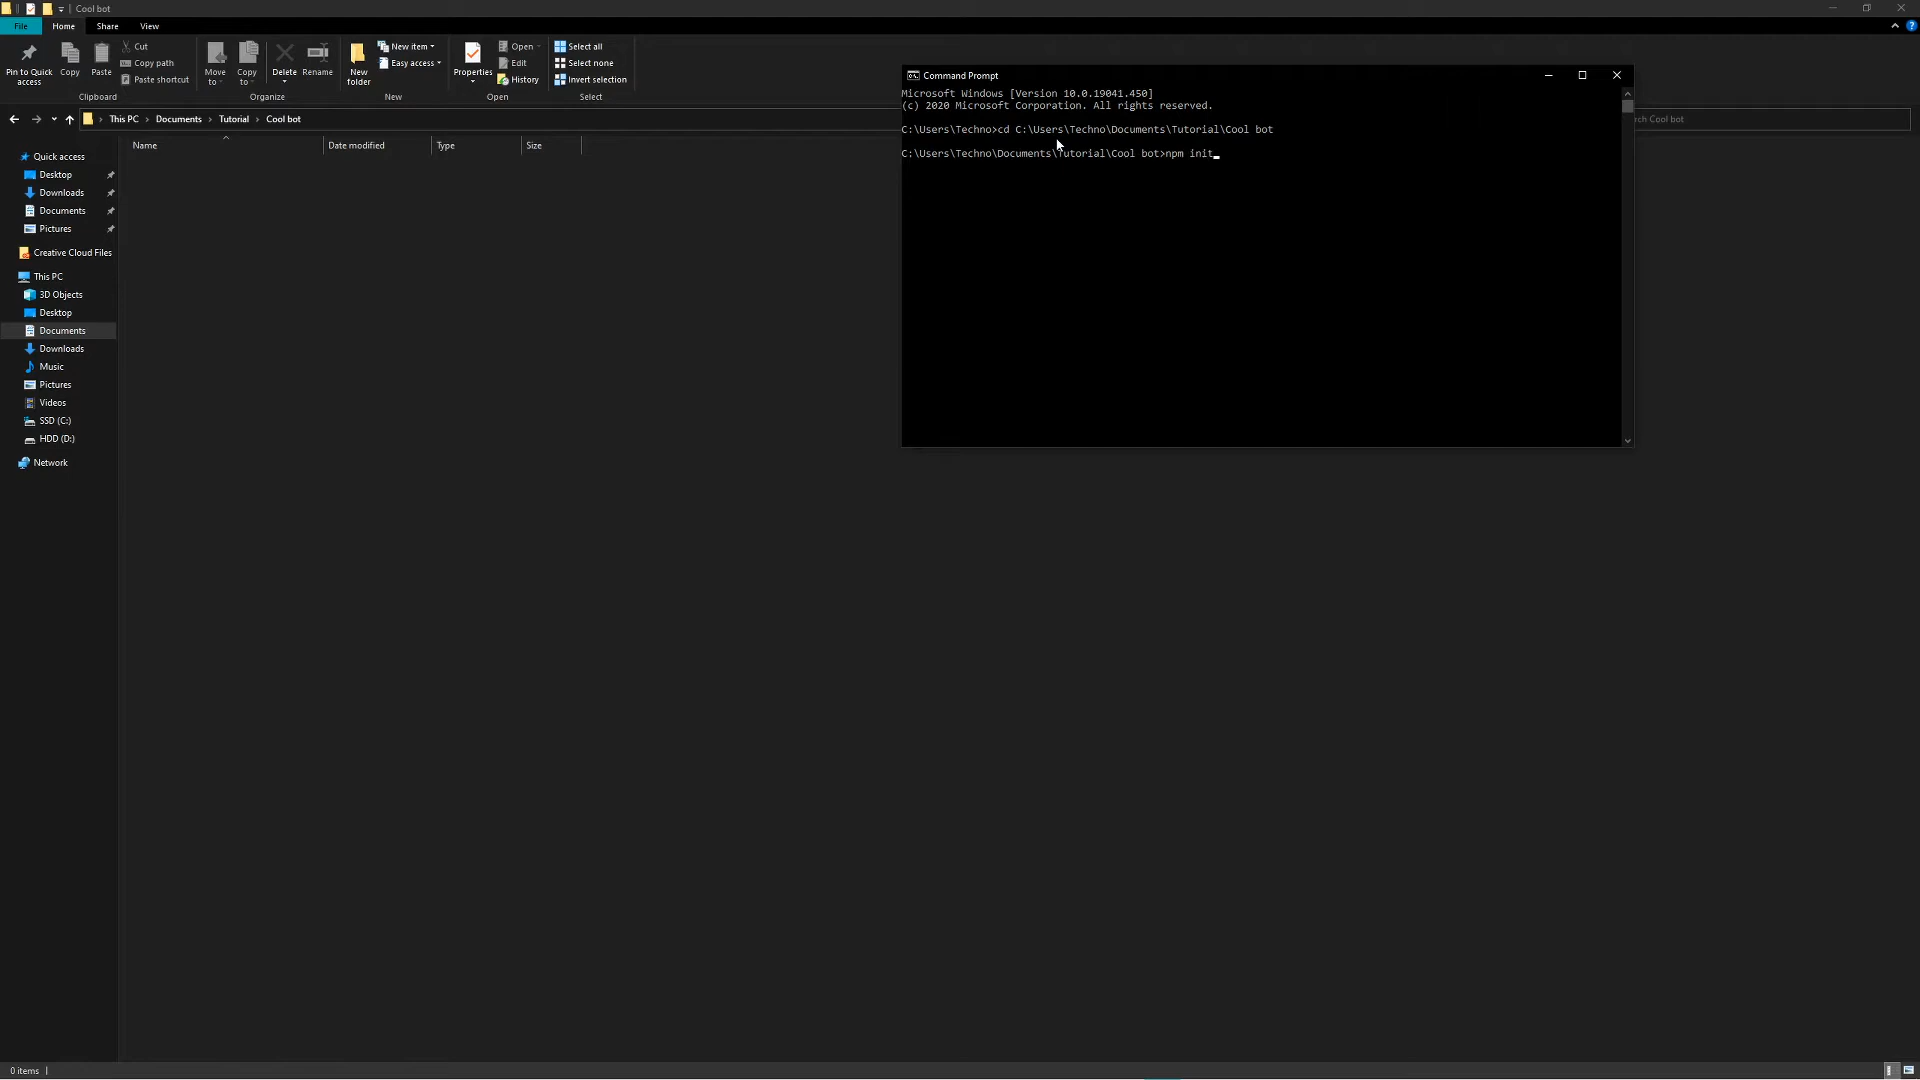 Cool bot
File Home Share View
Pin to Quick access
Copy
Paste
Cut
Copy path
Paste shortcut
Clipboard
Move to
Copy to
Delete
Rename
Organize
New folder
New item
Easy access
New
Properties
Open
Edit
History
Open
Select all
Select none
Invert selection
Select
This PC > Documents > Tutorial > Cool bot
rch Cool bot
Name Date modified Type Size
Quick access
Desktop
Downloads
Documents
Pictures
Creative Cloud Files
This PC
3D Objects
Desktop
Documents
Downloads
Music
Pictures
Videos
SSD (C:)
HDD (D:)
Network
Command Prompt
Microsoft Windows [Version 10.0.19041.450]
(c) 2020 Microsoft Corporation. All rights reserved.
C:\Users\Techno>cd C:\Users\Techno\Documents\Tutorial\Cool bot
C:\Users\Techno\Documents\Tutorial\Cool bot>npm init_
0 items